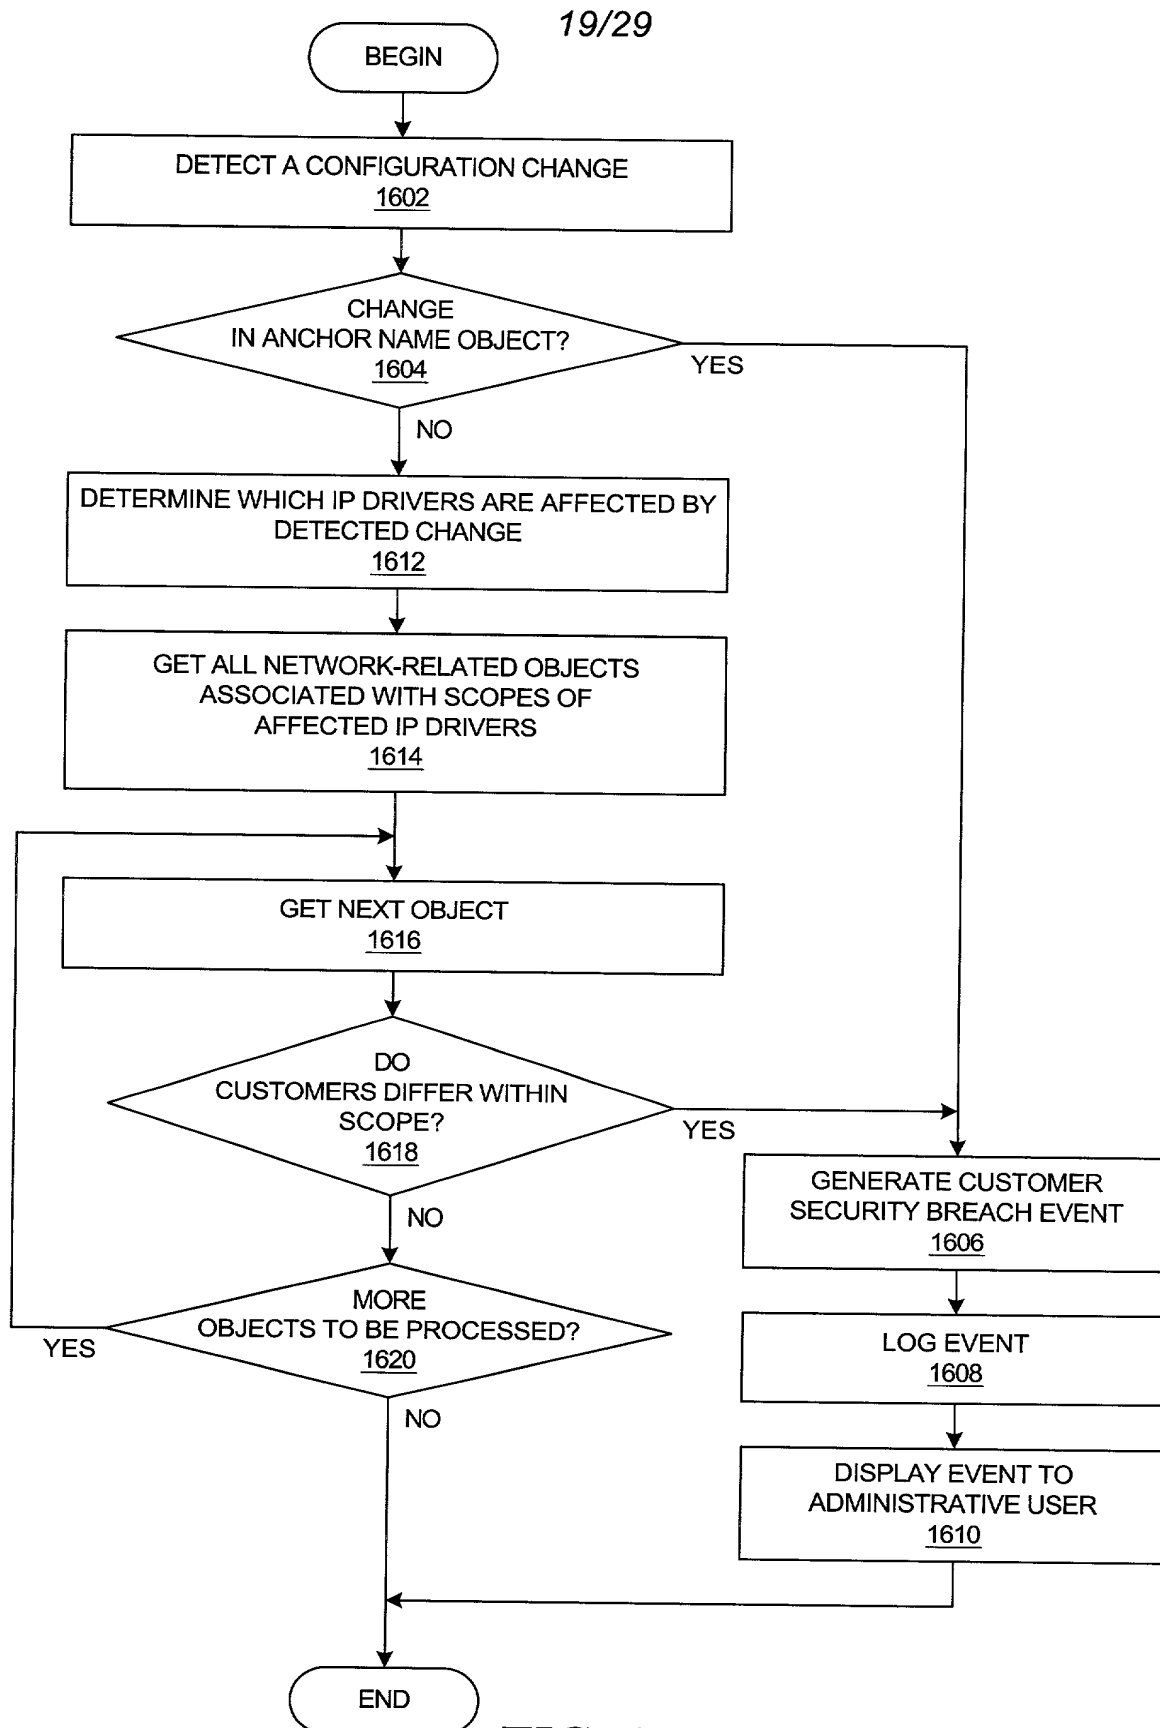 19/29
BEGIN
DETECT A CONFIGURATION CHANGE
1602
CHANGE
IN ANCHOR NAME OBJECT?
1604
YES
NO
DETERMINE WHICH IP DRIVERS ARE AFFECTED BY
DETECTED CHANGE
1612
GET ALL NETWORK-RELATED OBJECTS
ASSOCIATED WITH SCOPES OF
AFFECTED IP DRIVERS
1614
GET NEXT OBJECT
1616
DO
CUSTOMERS DIFFER WITHIN
SCOPE?
1618
YES
NO
GENERATE CUSTOMER
SECURITY BREACH EVENT
1606
MORE
OBJECTS TO BE PROCESSED?
1620
YES
NO
LOG EVENT
1608
DISPLAY EVENT TO
ADMINISTRATIVE USER
1610
END